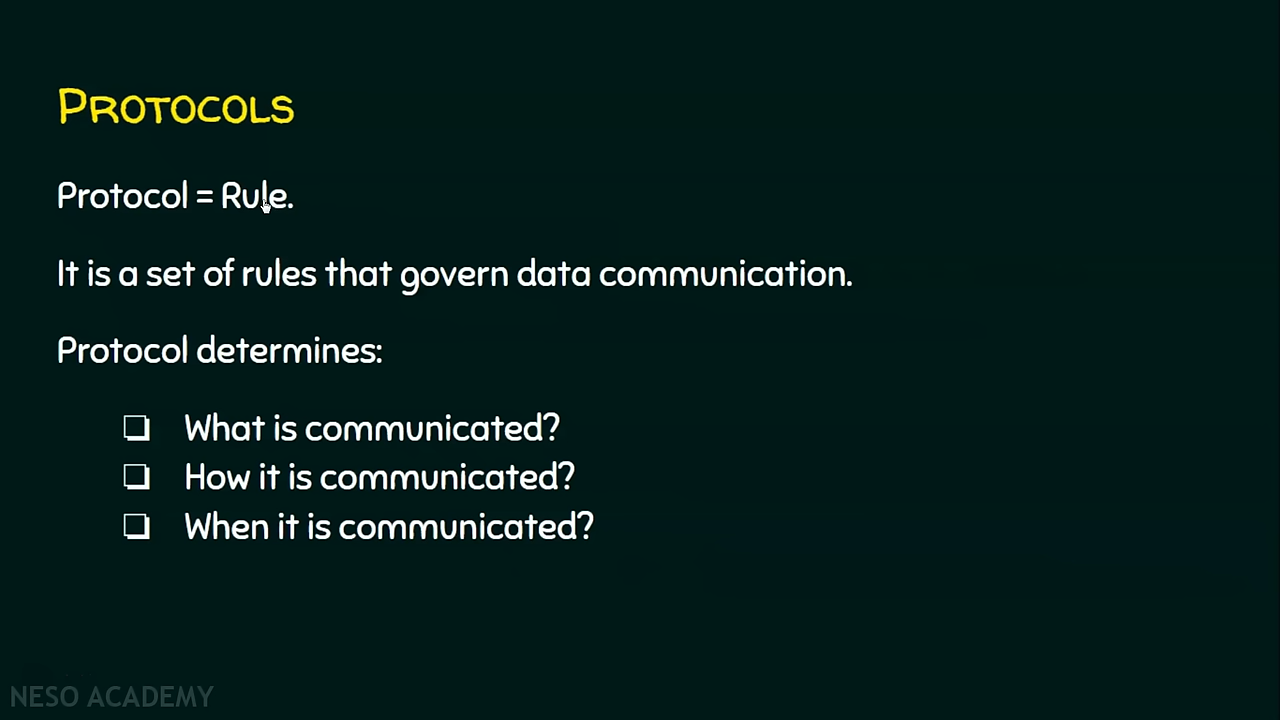 PROTOCOLS
Protocol = Rule.
It is a set of rules that govern data communication.
Protocol determines:
❏ What is communicated?
❏ How it is communicated?
❏ When it is communicated?
NESO ACADEMY